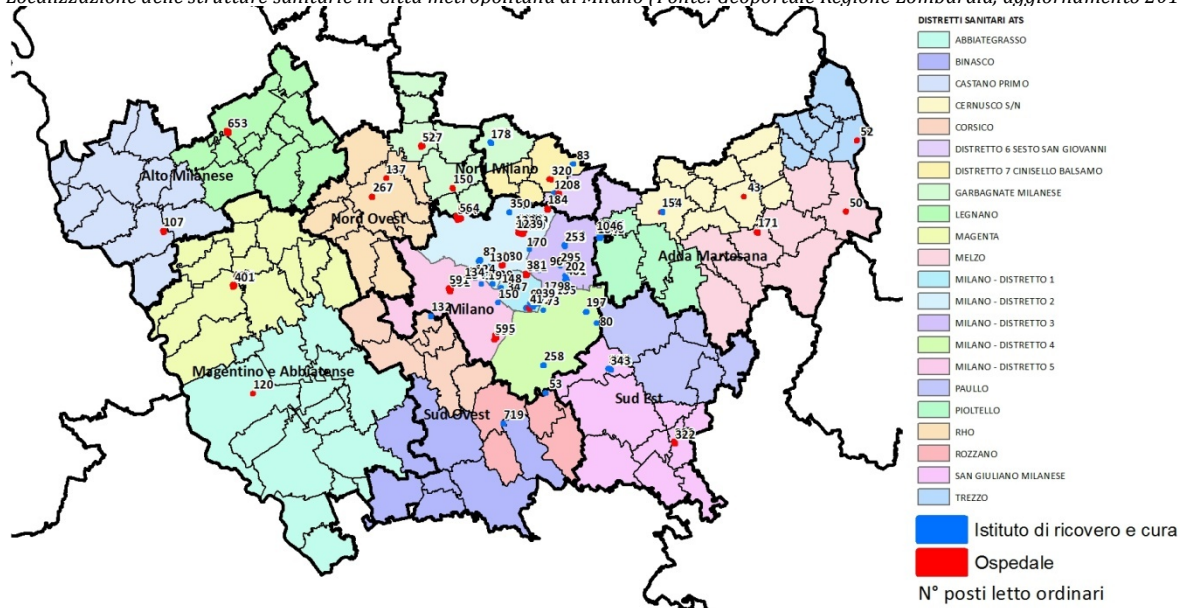 Localizzazione delle strutture sanitarie in Città metropolitana di Milano (Fonte: Geoportale Regione Lombardia, aggiornamento 201
DISTRETTI SANITARI ATS
ABBIATEGRASSO
BINASCO
CASTANO PRIMO
CERNUSCO S/N
CORSICO
DISTRETTO 6 SESTO SAN GIOVANNI
DISTRETTO 7 CINISELLO BALSAMO
GARBAGNATE MILANESE
LEGNANO
MAGENTA
MELZO
MILANO - DISTRETTO 1
MILANO - DISTRETTO 2
MILANO - DISTRETTO 3
MILANO - DISTRETTO 4
MILANO - DISTRETTO 5
PAULLO
PIOLTELLO
RHO
ROZZANO
SAN GIULIANO MILANESE
TREZZO
Istituto di ricovero e cura
Ospedale
N° posti letto ordinari
653
527
178
52
83
137
Nord Milano
320
Alto Milanese
150
1208
267
43
564
350
184
154
50
Nord Ovest
107
171
1046
253
170
Adda Martesana
82
295
381
202
401
591
148
150
Milano
132
197
80
595
258
343
Magentino e Abbiatense
120
53
Sud Est
Sud Ovest
719
322